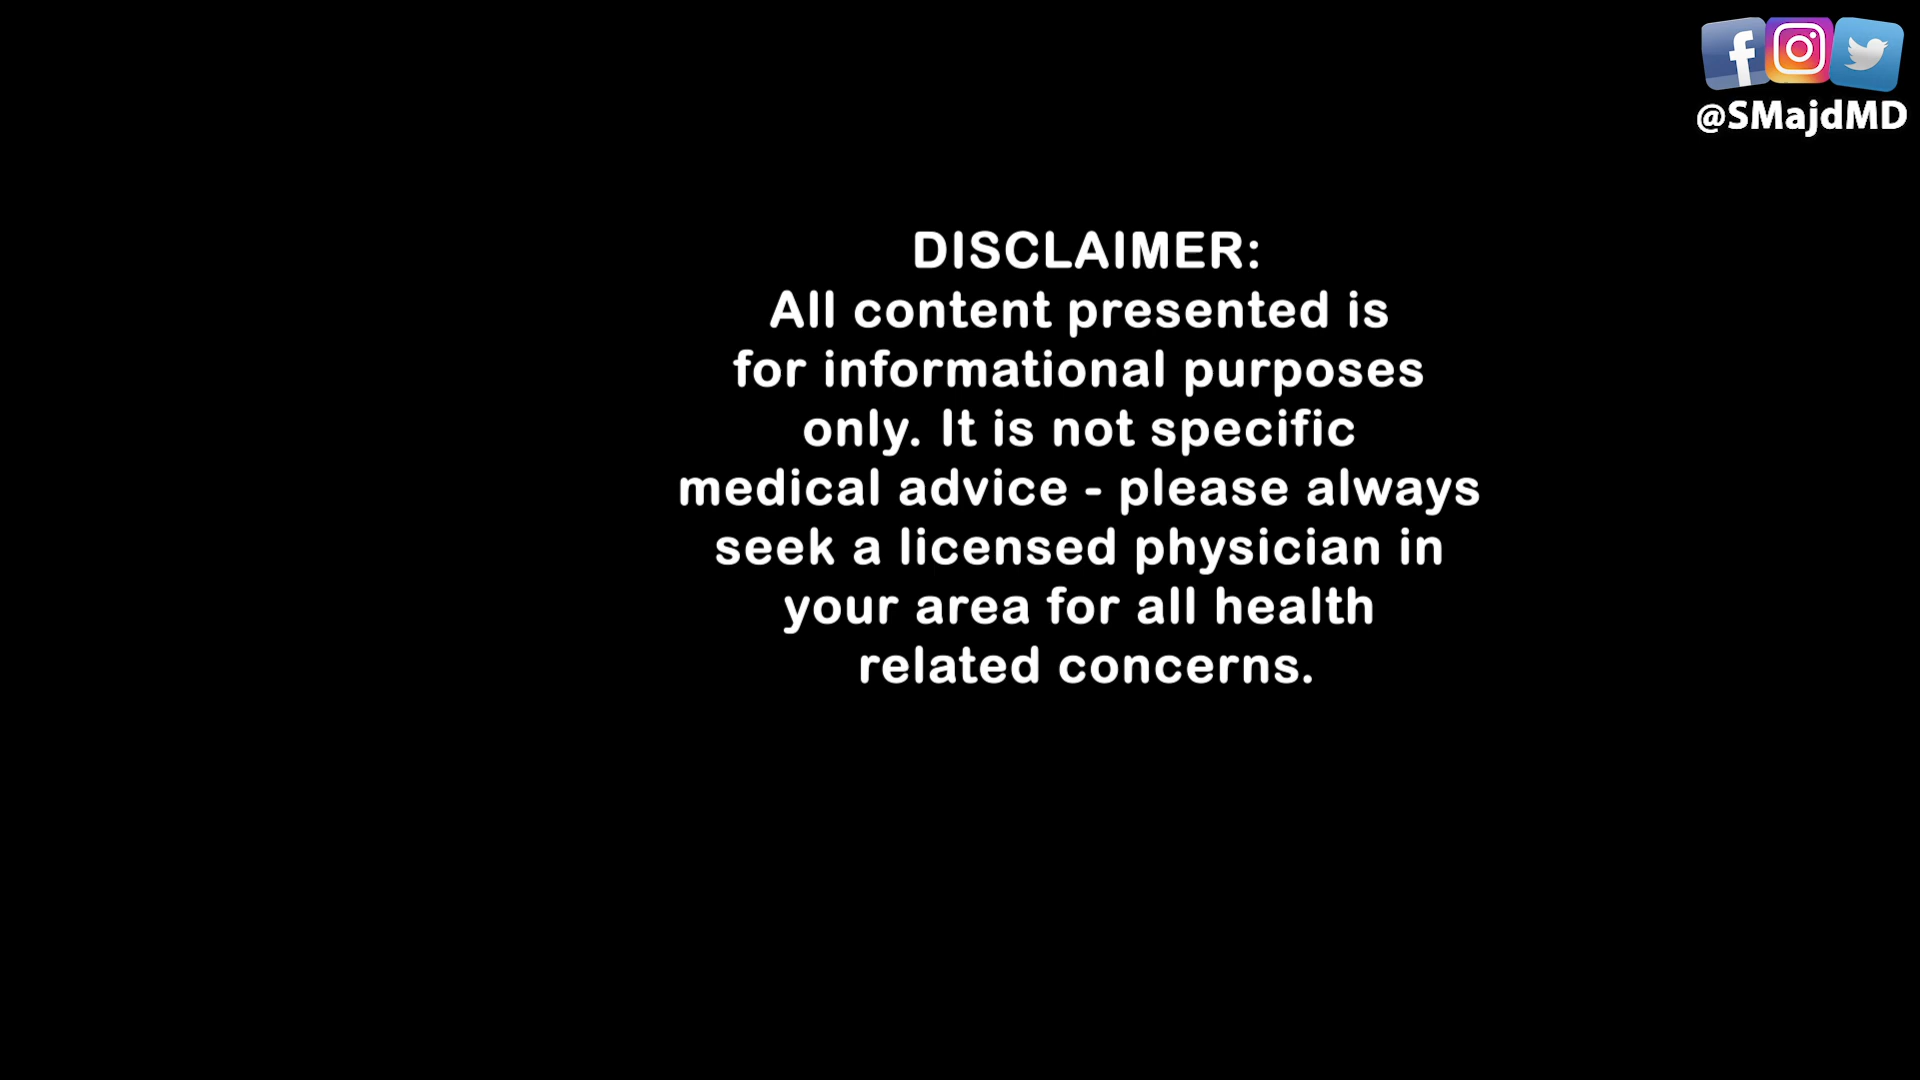 @SMajdMD
DISCLAIMER:
All content presented is
for informational purposes
only. It is not specific
medical advice - please always
seek a licensed physician in
your area for all health
related concerns.